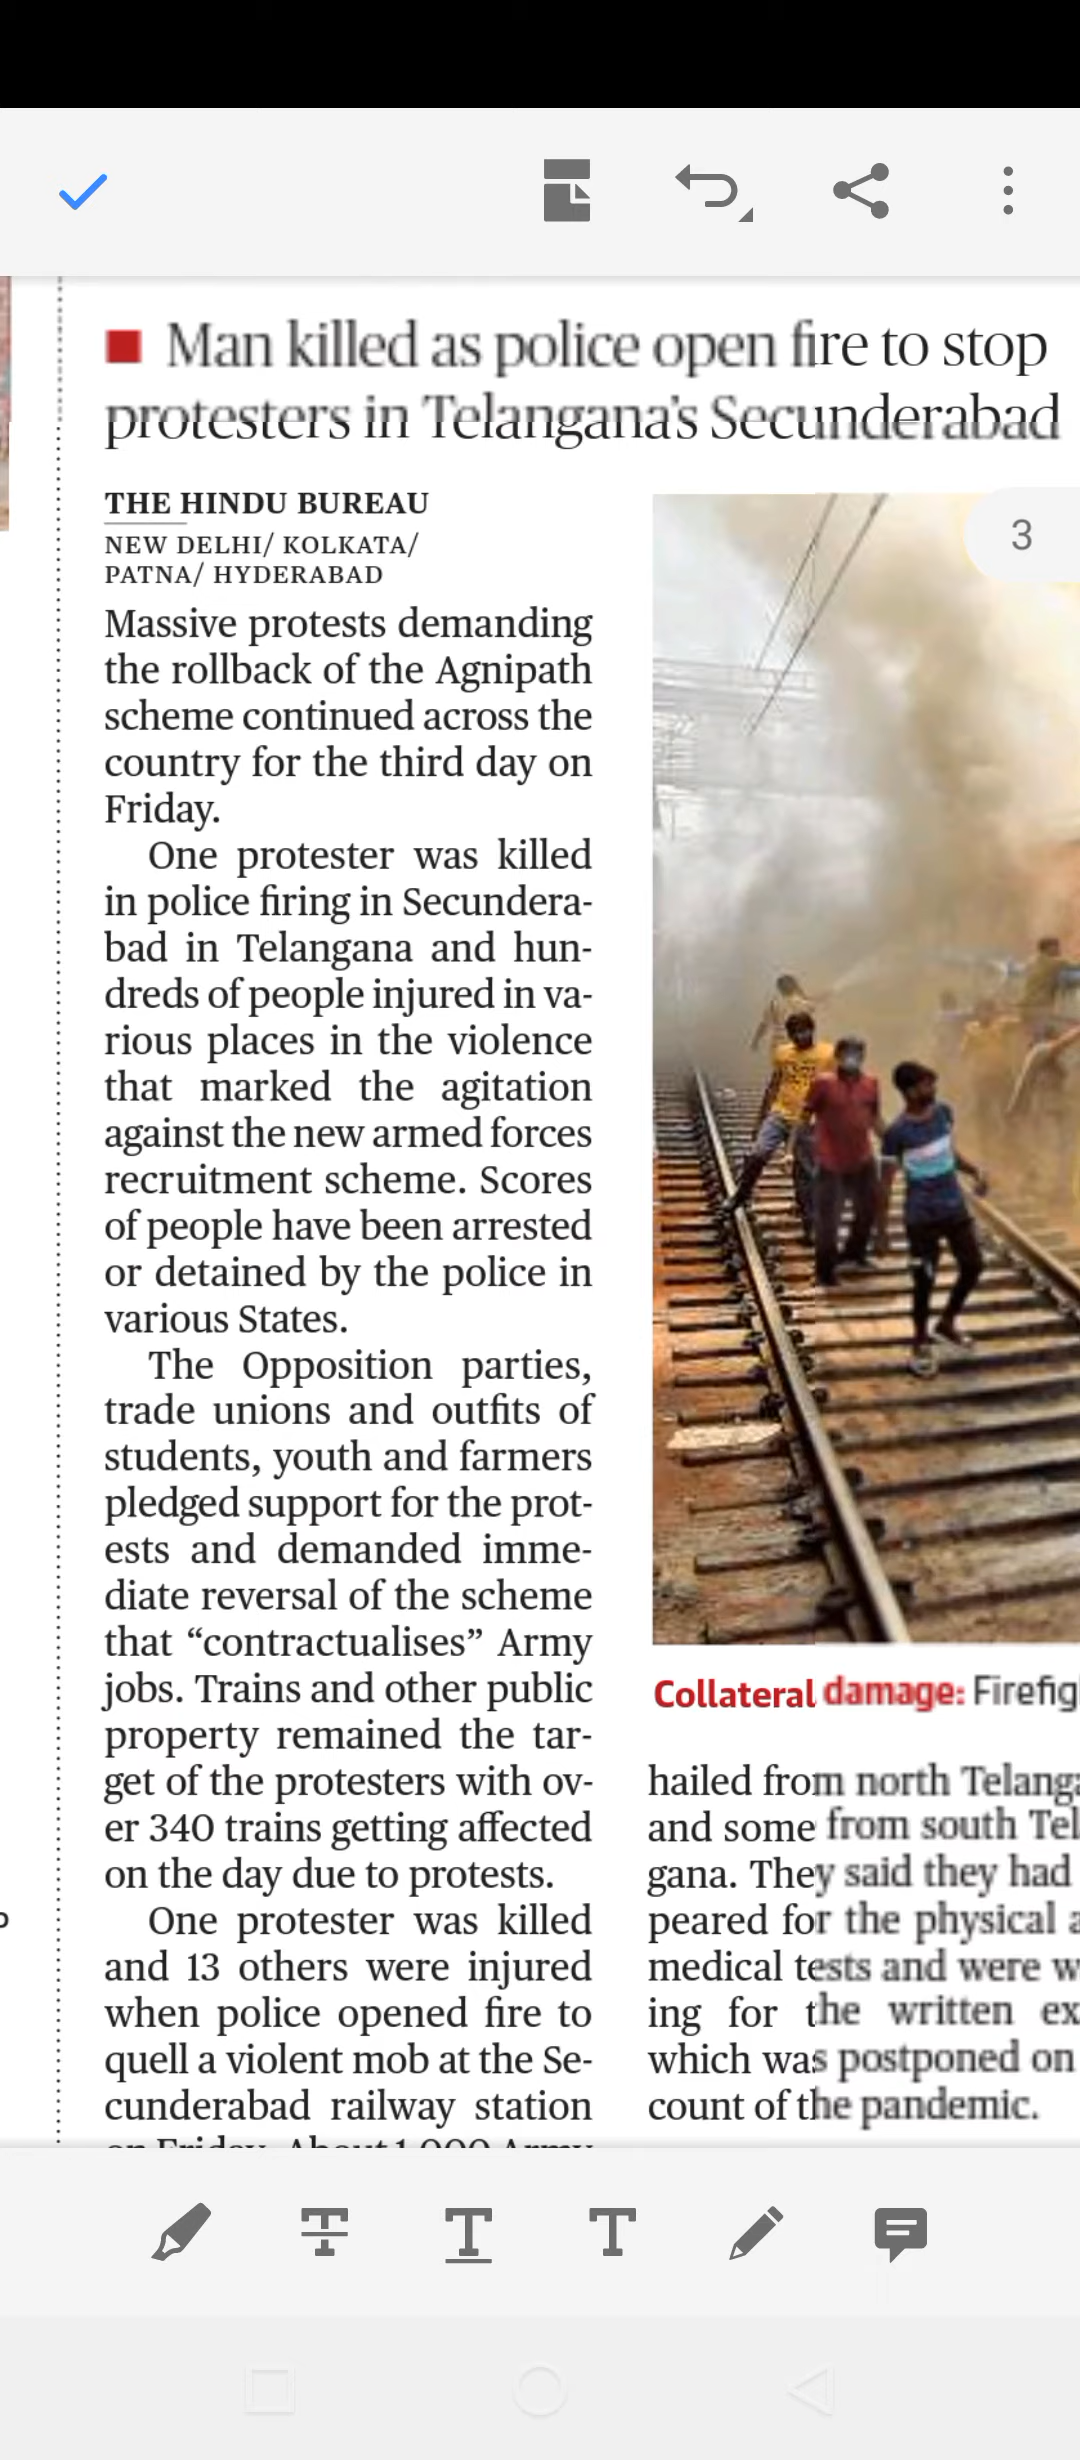 Man killed as police open fire to stop
protesters in Telangana's Secunderabad
THE HINDU BUREAU
NEW DELHI/ KOLKATA/
PATNA/ HYDERABAD
Massive protests demanding
the rollback of the Agnipath
scheme continued across the
country for the third day on
Friday.
One protester was killed
in police firing in Secundera-
bad in Telangana and hun-
dreds of people injured in va-
rious places in the violence
that marked the agitation
against the new armed forces
recruitment scheme. Scores
of people have been arrested
or detained by the police in
various States.
The Opposition parties,
trade unions and outfits of
students, youth and farmers
pledged support for the prot-
ests and demanded imme-
diate reversal of the scheme
that “contractualises” Army
jobs. Trains and other public
property remained the tar-
get of the protesters with ov-
er 340 trains getting affected
on the day due to protests.
One protester was killed
and 13 others were injured
when police opened fire to
quell a violent mob at the Se-
cunderabad railway station
on Friday. About 1,000 Army
3
Collateral damage:
hailed from north
and some from south
gana. They said they had
peared for the physical
medical tests and were
ing for the written
which was postponed on
count of the pandemic.